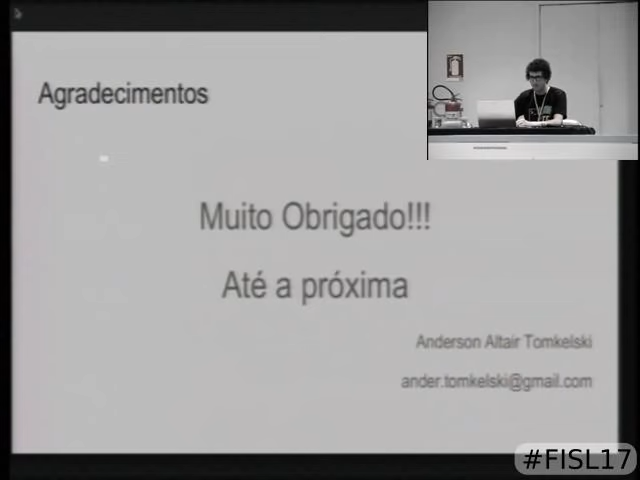 Agradecimentos
Muito Obrigado!!!
Até a próxima
Anderson Altair Tomkelski
ander.tomkelski@gmail.com
#FISL17